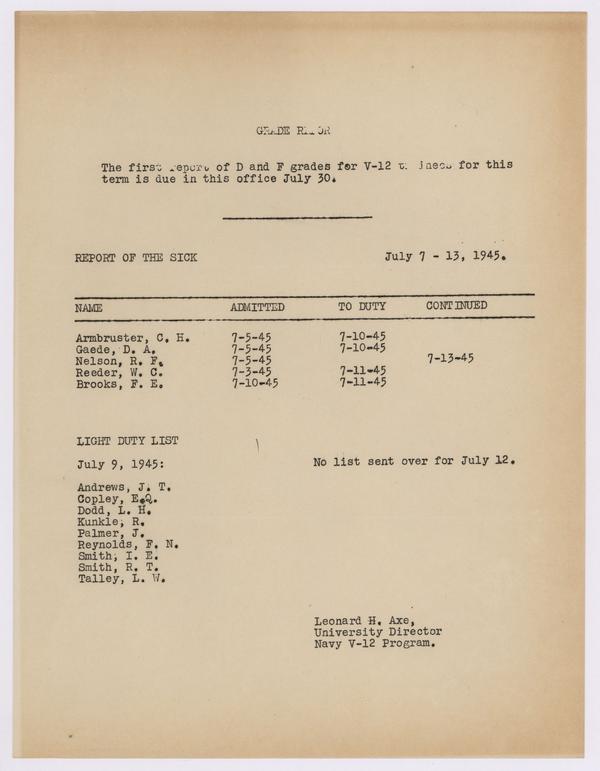 GRADE REPOR
The first report of D and F grades for V-12 trainees for this
term is due in this office July 30.
REPORT OF THE SICK July 7 - 13, 1945.
NAME ADMITTED TO DUTY CONTINUED
Armbruster, C. H. 7-5-45 7-10-45
Gaede, D. A. 7-5-45 7-10-45
Nelson, R. F. 7-5-45 7-13-45
Reeder, W. C. 7-3-45 7-11-45
Brooks, F. E. 7-10-45 7-11-45
LIGHT DUTY LIST
July 9, 1945: No list sent over for July 12.
Andrews, J. T.
Copley, E.Q.
Dodd, L. H.
Kunkle, R.
Palmer, J.
Reynolds, F. N.
Smith, I. E.
Smith, R. T.
Talley, L. W.
Leonard H. Axe,
University Director
Navy V-12 Program.